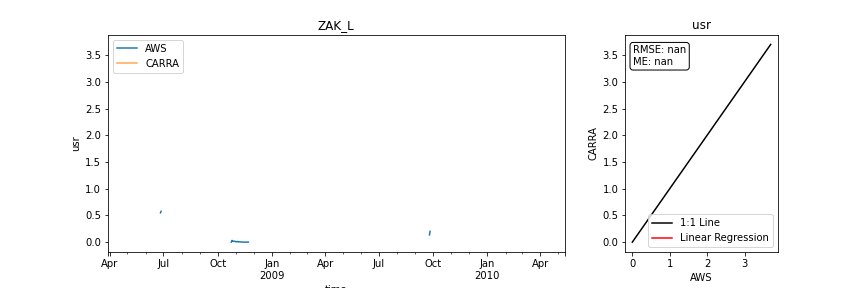 ZAK_L
AWS
CARRA
usr
3.5
3.0
2.5
2.0
1.5
1.0
0.5
0.0
Apr
Jul
Oct
Jan
2009
Apr
Jul
Oct
Jan
2010
Apr
time
usr
RMSE: nan
ME: nan
CARRA
3.5
3.0
2.5
2.0
1.5
1.0
0.5
0.0
1:1 Line
Linear Regression
0
1
2
3
AWS